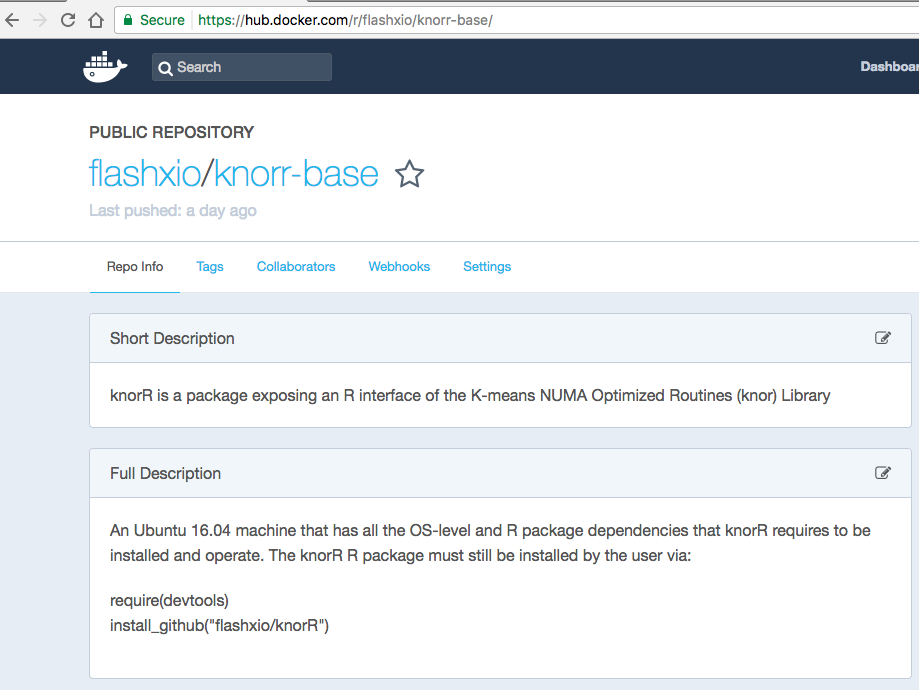 Secure https://hub.docker.com/r/flashxio/knorr-base/
Search
Dashboar
PUBLIC REPOSITORY
flashxio/knorr-base
Last pushed: a day ago
Repo Info Tags Collaborators Webhooks Settings
Short Description
knorR is a package exposing an R interface of the K-means NUMA Optimized Routines (knor) Library
Full Description
An Ubuntu 16.04 machine that has all the OS-level and R package dependencies that knorR requires to be
installed and operate. The knorR R package must still be installed by the user via:
require(devtools)
install_github("flashxio/knorR")